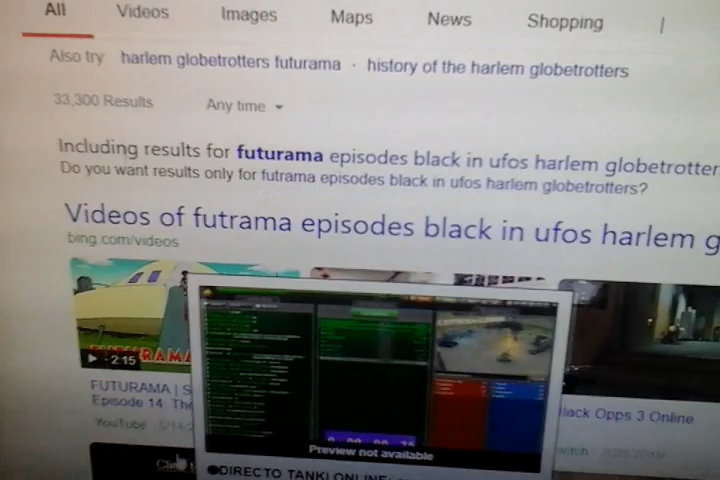 All Videos Images Maps News Shopping |
Also try harlem globetrotters futurama · history of the harlem globetrotters
33,300 Results Any time
Including results for futurama episodes black in ufos harlem globetrotter
Do you want results only for futrama episodes black in ufos harlem globetrotters?
Videos of futrama episodes black in ufos harlem g
bing.com/videos
2:15
FUTURAMA | S
Episode 14: The
YouTube
Preview not available
DIRECTO TANKI ONLINE
lack Opps 3 Online